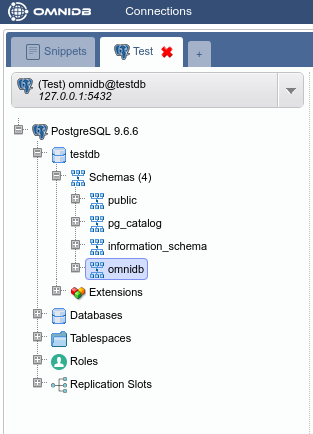 OMNIDB Connections
Snippets Test +
(Test) omnidb@testdb
127.0.0.1:5432
PostgreSQL 9.6.6
testdb
Schemas (4)
public
pg_catalog
information_schema
omnidb
Extensions
Databases
Tablespaces
Roles
Replication Slots